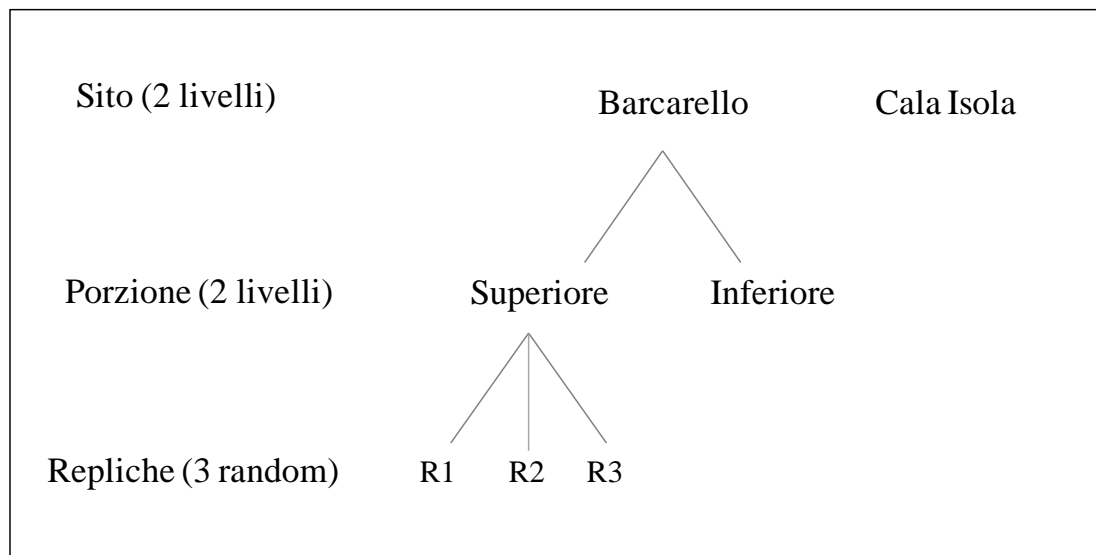 Sito (2 livelli) Barcarello Cala Isola
Porzione (2 livelli) Superiore Inferiore
Repliche (3 random) R1 R2 R3